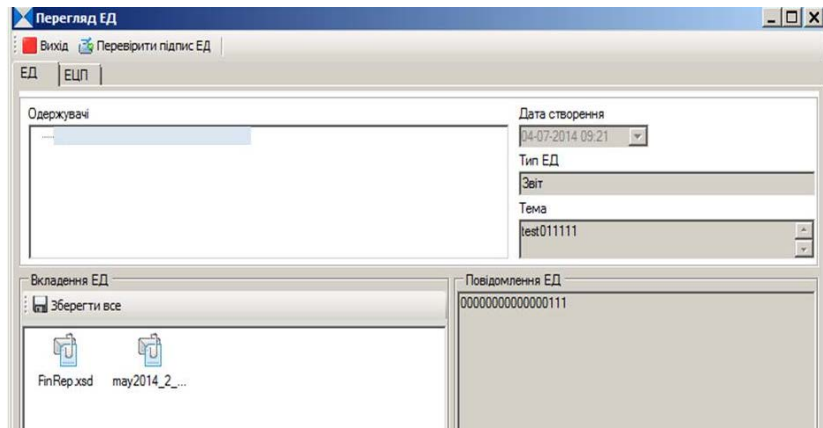 Перегляд ЕД
Вихід Перевірити підпис ЕД
ЕД ЕЦП
Одержувачі
Дата створення
04-07-2014 09:21
Тип ЕД
Звіт
Тема
test011111
Вкладення ЕД
Зберегти все
FinRep.xsd may2014_2_...
Повідомлення ЕД
00000000000000111